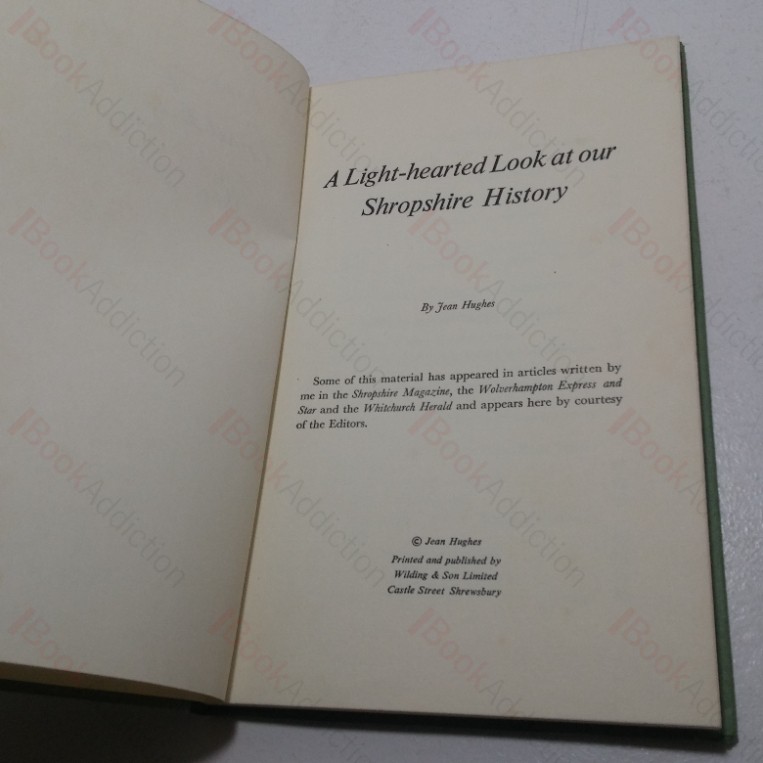 A Light-hearted Look at our
Shropshire History
By Jean Hughes
Some of this material has appeared in articles written by
me in the Shropshire Magazine, the Wolverhampton Express and
Star and the Whitchurch Herald and appears here by courtesy
of the Editors.
© Jean Hughes
Printed and published by
Wilding & Son Limited
Castle Street Shrewsbury
BookAddiction